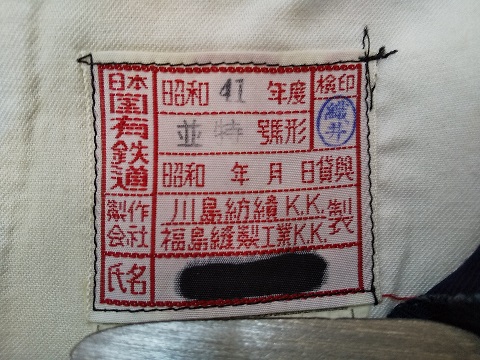 日本国有鉄道
昭和 41 年度
検印
織井
並特 號形
昭和 年 月 日貸與
製作会社
川島紡績K.K.製
福島縫製工業K.K.
氏名